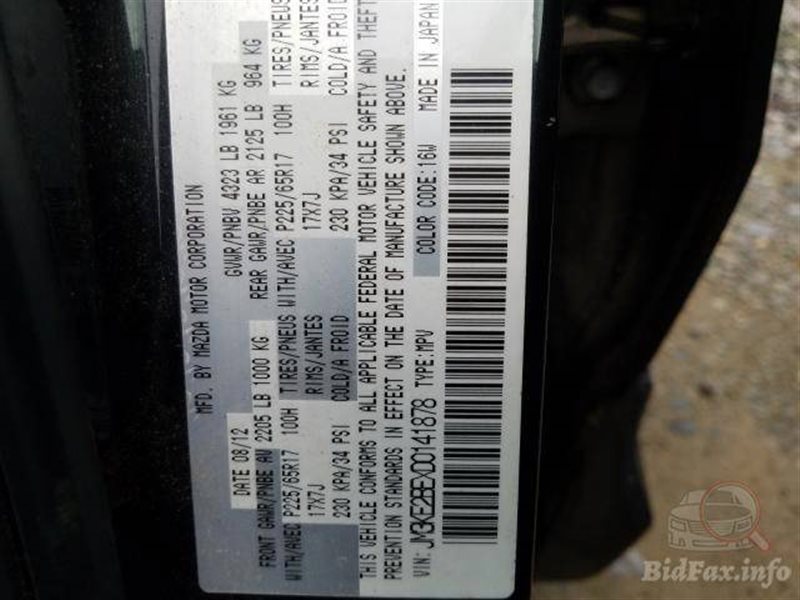 MFD. BY MAZDA MOTOR CORPORATION
DATE 08/12 GVWR/PNBV 4323 LB 1961 KG
FRONT GAWR/PNBE AV 2205 LB 1000 KG REAR GAWR/PNBE AR 2125 LB 964 KG
WITH/AVEC P225/65R17 100H TIRES/PNEUS WITH/AVEC P225/65R17 100H TIRES/PNEUS
17X7J RIMS/JANTES 17X7J RIMS/JANTES
230 KPA/34 PSI COLD/A FROID 230 KPA/34 PSI COLD/A FROID
THIS VEHICLE CONFORMS TO ALL APPLICABLE FEDERAL MOTOR VEHICLE SAFETY AND THEFT
PREVENTION STANDARDS IN EFFECT ON THE DATE OF MANUFACTURE SHOWN ABOVE.
VIN: JM3KE2BEXD0141878 TYPE:MPV COLOR CODE:16W MADE IN JAPAN
BidFax.info